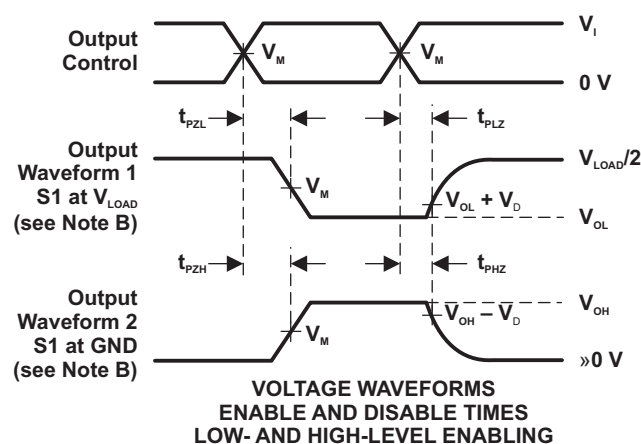 Output
Control
V_M
V_M
V_I
0 V
t_PZL
t_PLZ
Output
Waveform 1
S1 at V_LOAD
(see Note B)
V_M
V_OL + V_D
V_LOAD/2
V_OL
t_PZH
t_PHZ
Output
Waveform 2
S1 at GND
(see Note B)
V_M
V_OH – V_D
V_OH
»0 V
VOLTAGE WAVEFORMS
ENABLE AND DISABLE TIMES
LOW- AND HIGH-LEVEL ENABLING